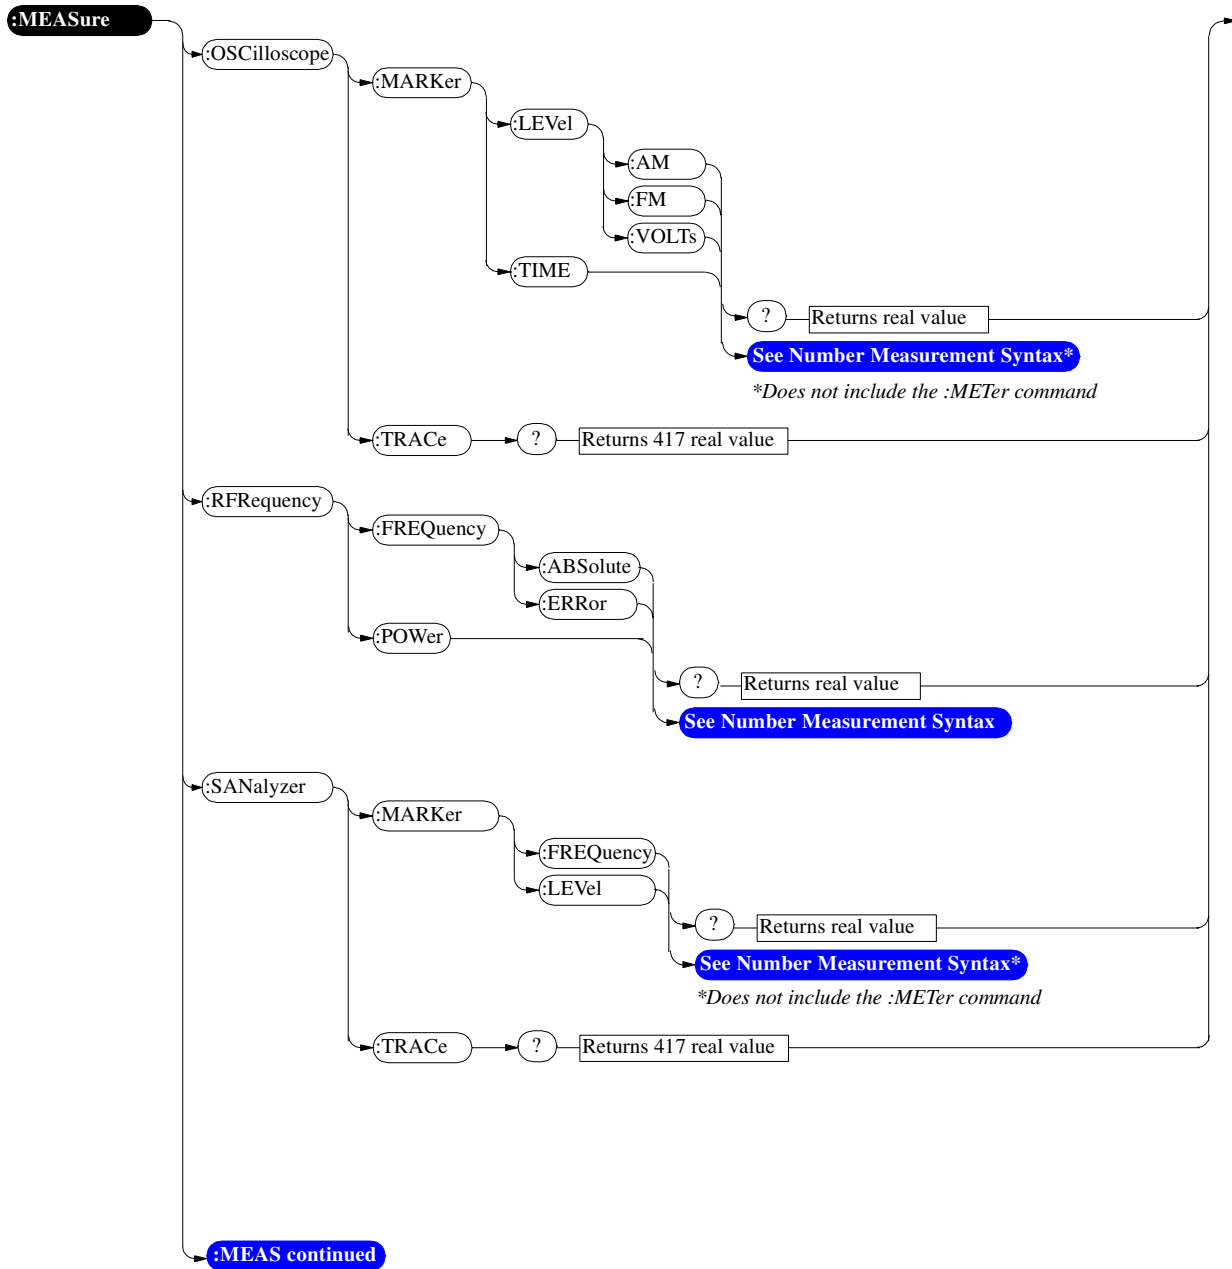 :MEASure
:OSCilloscope
:MARKer
:LEVel
:AM
:FM
:VOLTs
:TIME
? Returns real value
See Number Measurement Syntax*
*Does not include the :METer command
:TRACe ? Returns 417 real value
:RFRequency
:FREQuency
:ABSolute
:ERRor
:POWer
? Returns real value
See Number Measurement Syntax
:SANalyzer
:MARKer
:FREQuency
:LEVel
? Returns real value
See Number Measurement Syntax*
*Does not include the :METer command
:TRACe ? Returns 417 real value
:MEAS continued